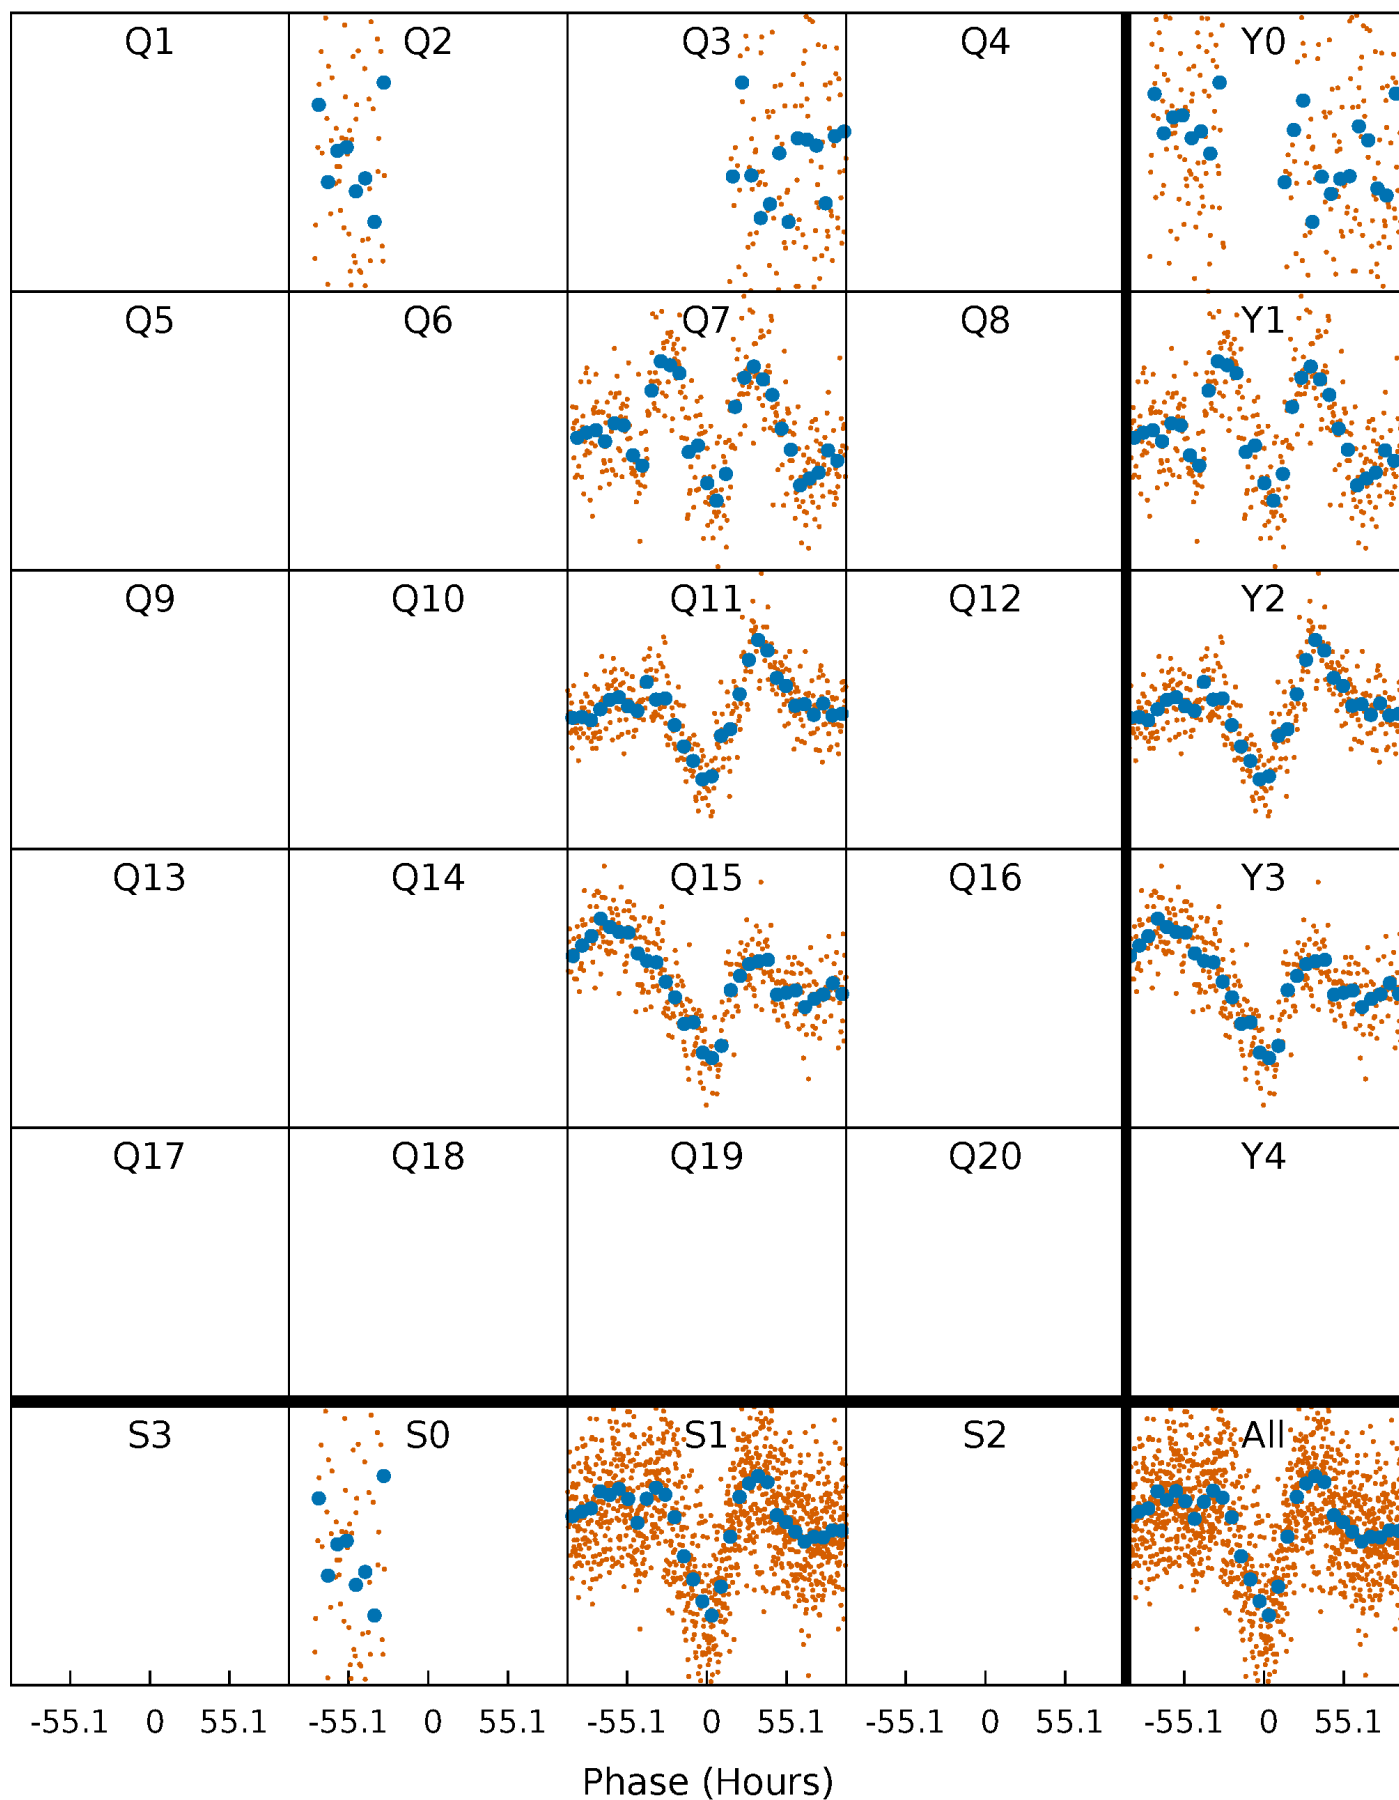 Q1 Q2 Q3 Q4 Y0
Q5 Q6 Q7 Q8 Y1
Q9 Q10 Q11 Q12 Y2
Q13 Q14 Q15 Q16 Y3
Q17 Q18 Q19 Q20 Y4
S3 S0 S1 S2 All
-55.1 0 55.1 -55.1 0 55.1 -55.1 0 55.1 -55.1 0 55.1 -55.1 0 55.1
Phase (Hours)